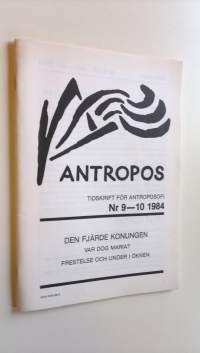 ANTROPOS
TIDSKRIFT FÖR ANTROPOSOFI
Nr 9—10 1984
DEN FJÄRDE KONUNGEN
VAR DOG MARIA?
FRESTELSE OCH UNDER I ÖKNEN